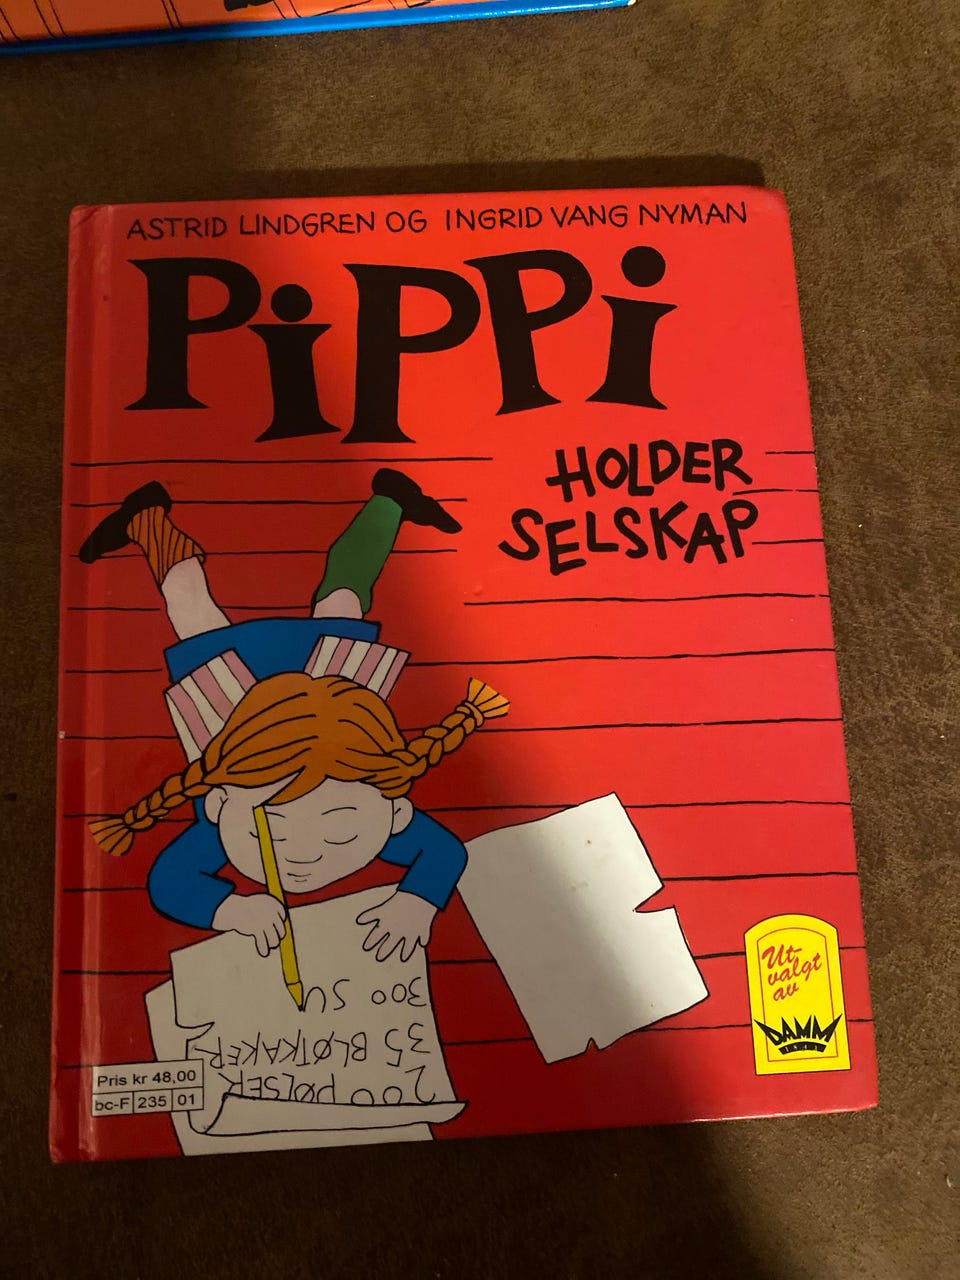 ASTRID LINDGREN OG INGRID VANG NYMAN
PiPPi
HOLDER
SELSKAP
200 PØLSER
35 BLØTKAKER
300 SU
Ut-
valgt
av
DAMM
1843
Pris kr 48,00
bc-F 235 01